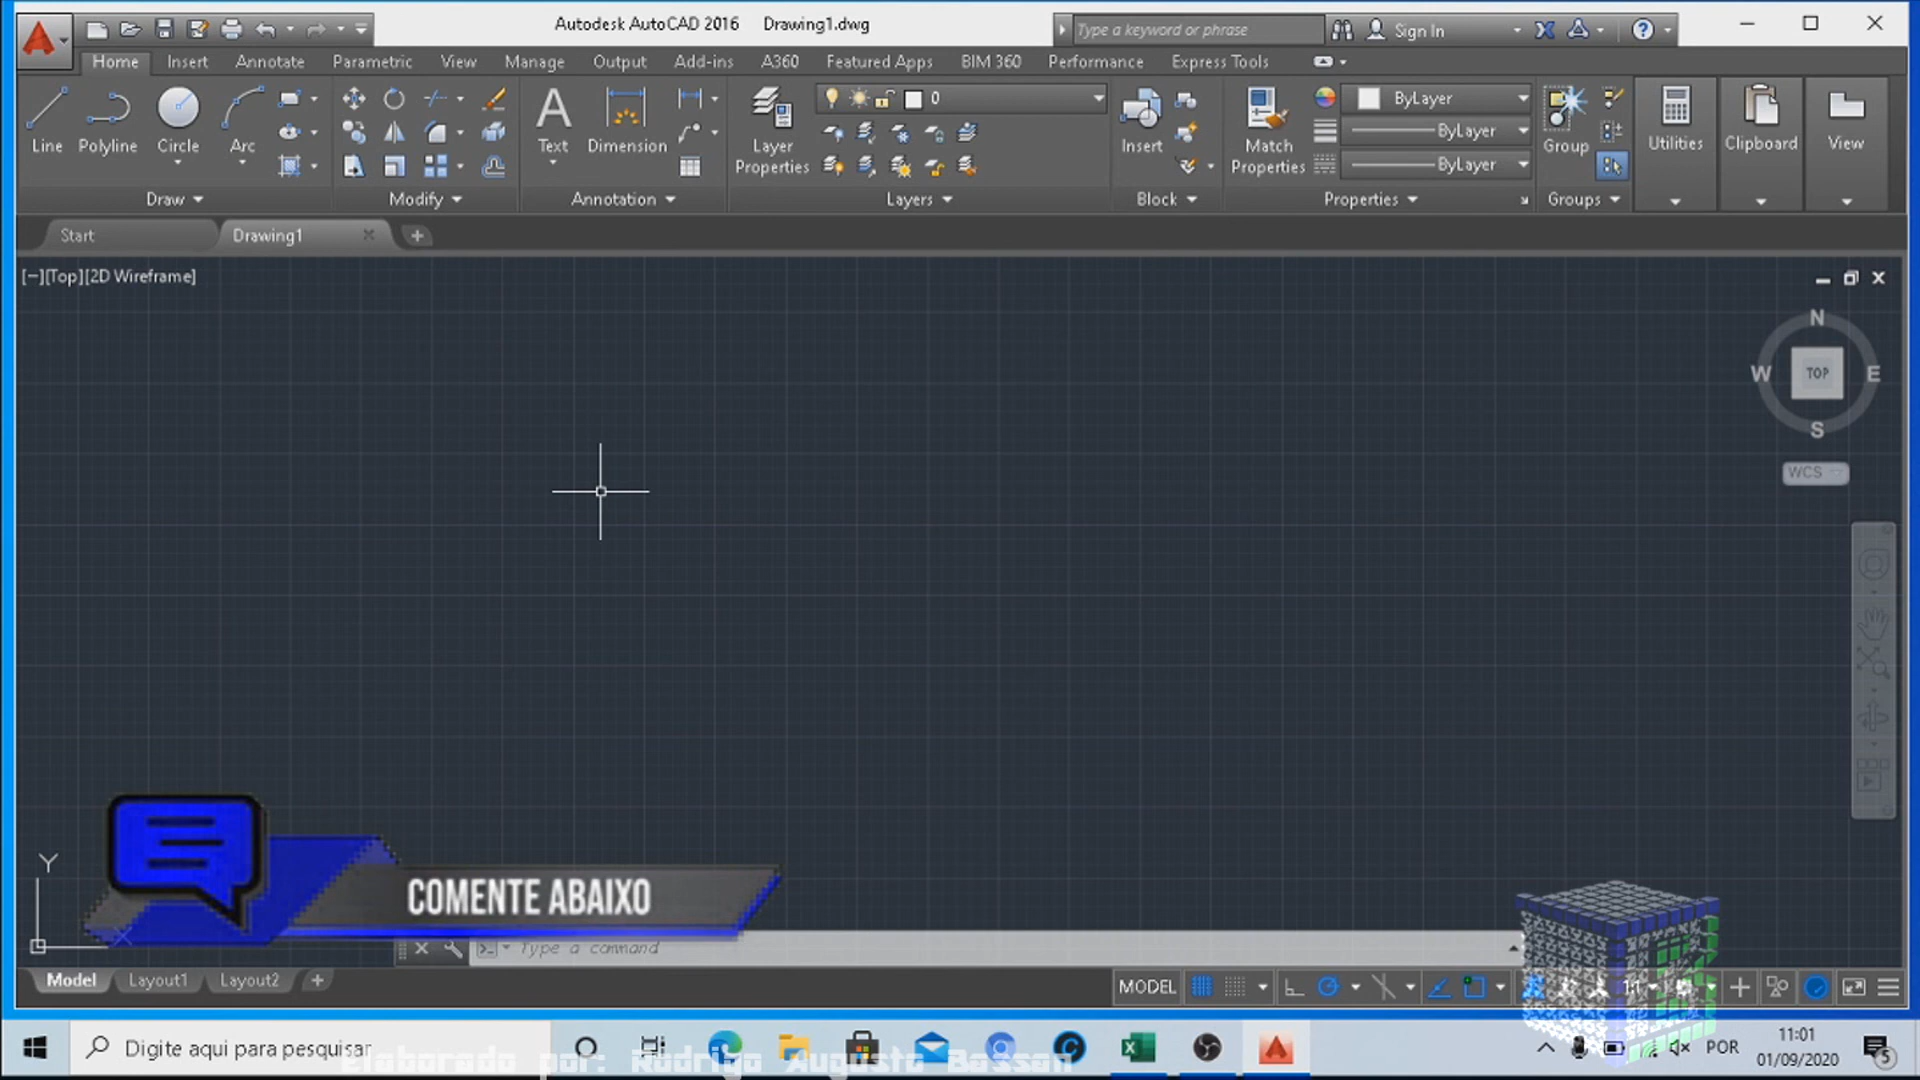 Autodesk AutoCAD 2016 Drawing1.dwg
Type a keyword or phrase
Sign In
Home Insert Annotate Parametric View Manage Output Add-ins A360 Featured Apps BIM 360 Performance Express Tools
Line Polyline Circle Arc
Text Dimension
Layer Properties
0
Insert
Match Properties
ByLayer
ByLayer
ByLayer
Group
Utilities
Clipboard
View
Draw Modify Annotation Layers Block Properties Groups
Start Drawing1
[−][Top][2D Wireframe]
N
W TOP E
S
WCS
COMENTE ABAIXO
Y
X
Type a command
Model Layout1 Layout2
MODEL
1:1
Digite aqui para pesquisar
Elaborado por: Rodrigo Augusto Bassan
POR
11:01
01/09/2020
5